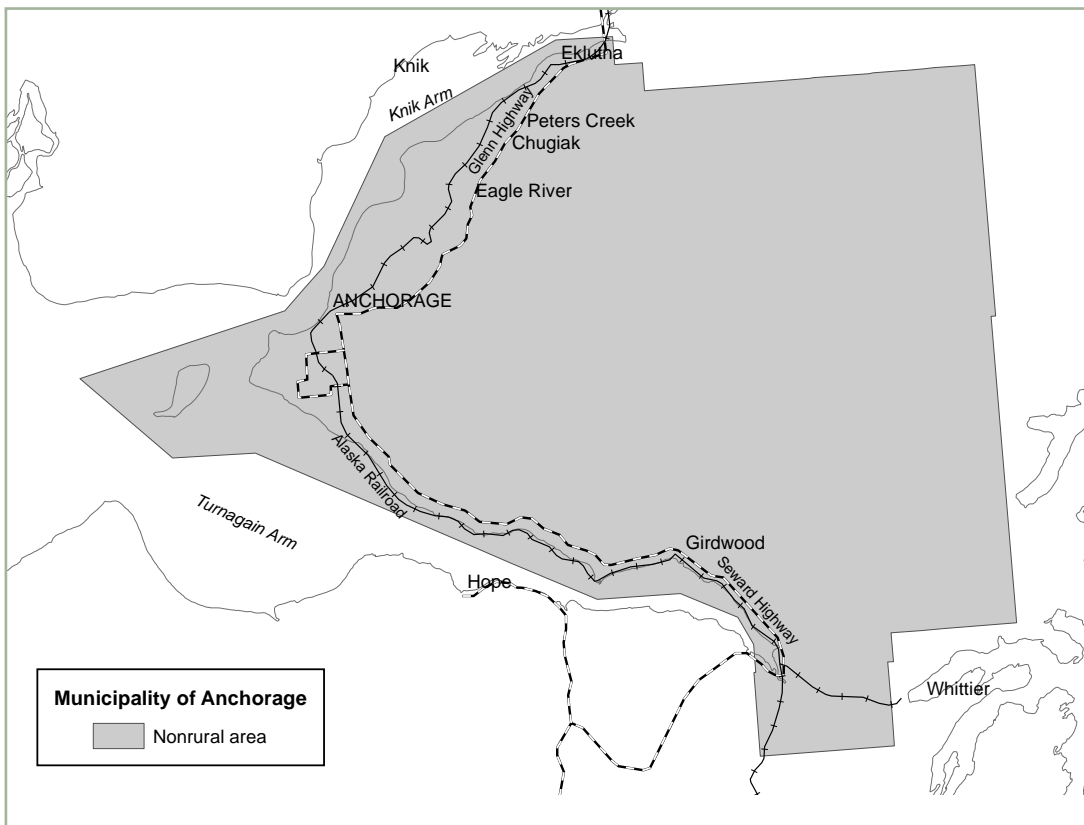 Eklutna
Knik
Knik Arm
Glenn Highway
Peters Creek
Chugiak
Eagle River
ANCHORAGE
Alaska Railroad
Turnagain Arm
Girdwood
Seward Highway
Hope
Whittier
Municipality of Anchorage
Nonrural area